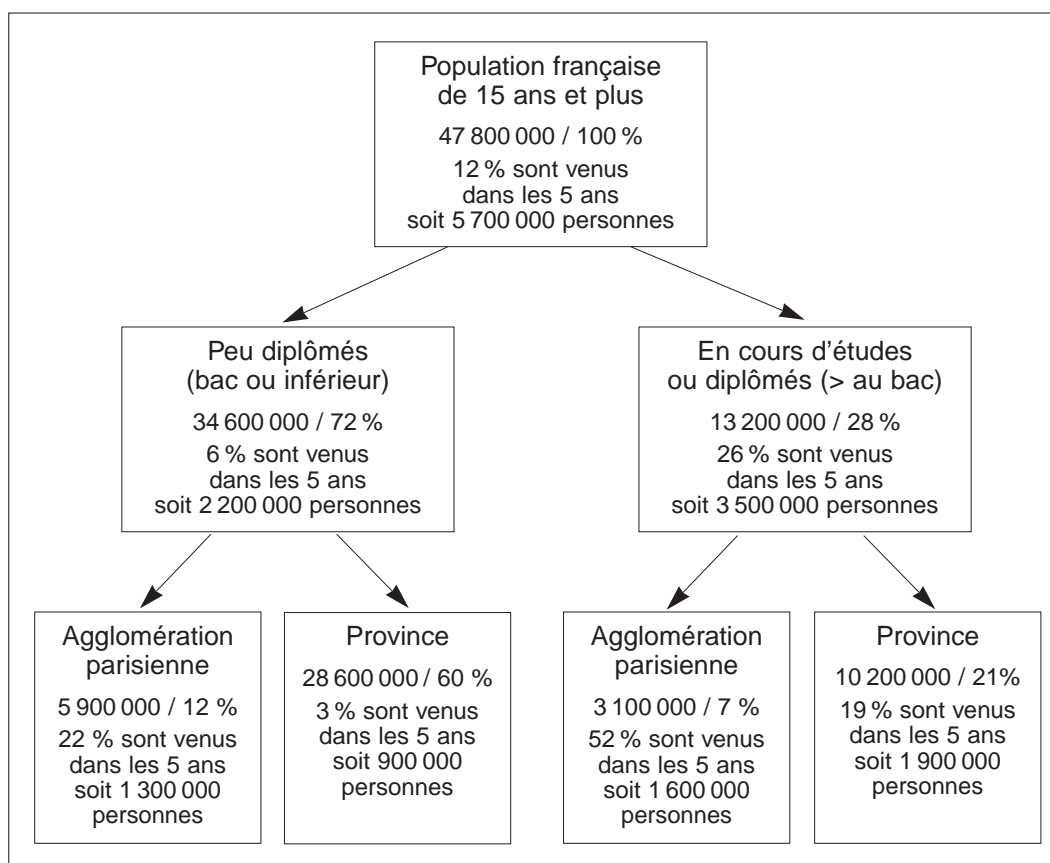 Population française
de 15 ans et plus
47 800 000 / 100 %
12 % sont venus
dans les 5 ans
soit 5 700 000 personnes
Peu diplômés
(bac ou inférieur)
34 600 000 / 72 %
6 % sont venus
dans les 5 ans
soit 2 200 000 personnes
En cours d'études
ou diplômés (> au bac)
13 200 000 / 28 %
26 % sont venus
dans les 5 ans
soit 3 500 000 personnes
Agglomération
parisienne
5 900 000 / 12 %
22 % sont venus
dans les 5 ans
soit 1 300 000
personnes
Province
28 600 000 / 60 %
3 % sont venus
dans les 5 ans
soit 900 000
personnes
Agglomération
parisienne
3 100 000 / 7 %
52 % sont venus
dans les 5 ans
soit 1 600 000
personnes
Province
10 200 000 / 21%
19 % sont venus
dans les 5 ans
soit 1 900 000
personnes